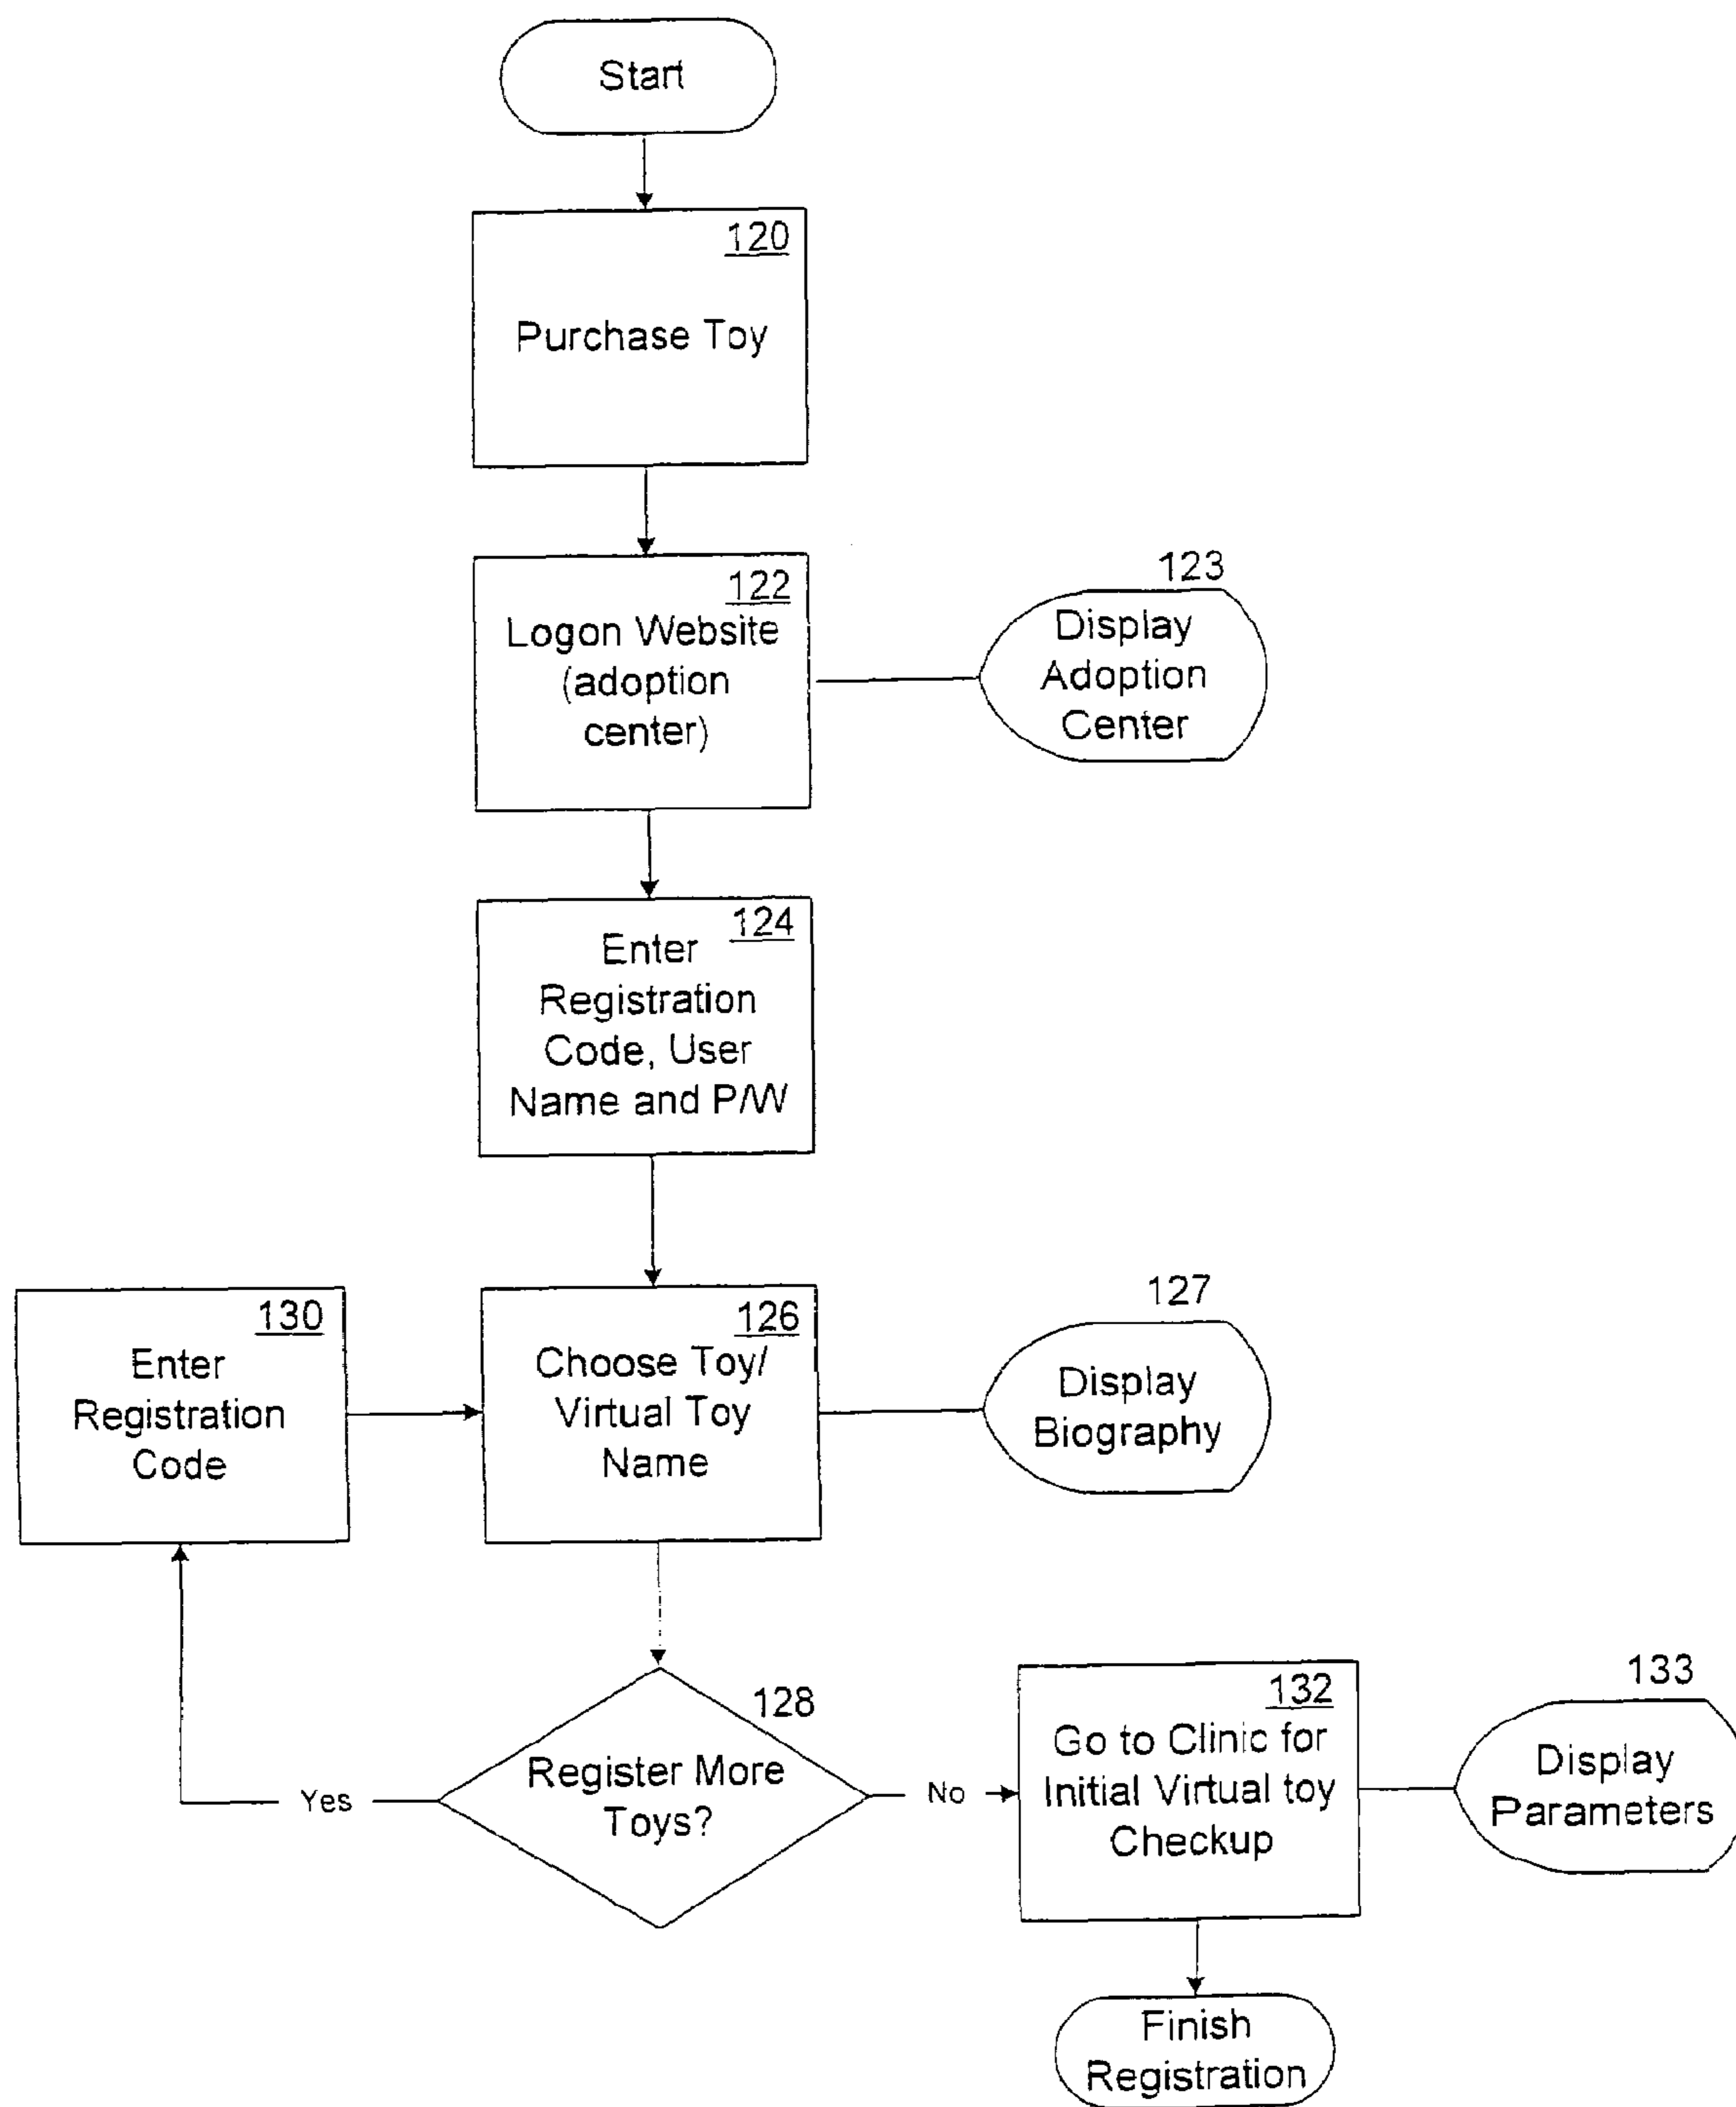 Start
120
Purchase Toy
122
Logon Website
(adoption
center)
123
Display
Adoption
Center
124
Enter
Registration
Code, User
Name and P/W
130
Enter
Registration
Code
126
Choose Toy/
Virtual Toy
Name
127
Display
Biography
128
Register More
Toys?
Yes
No
132
Go to Clinic for
Initial Virtual toy
Checkup
133
Display
Parameters
Finish
Registration